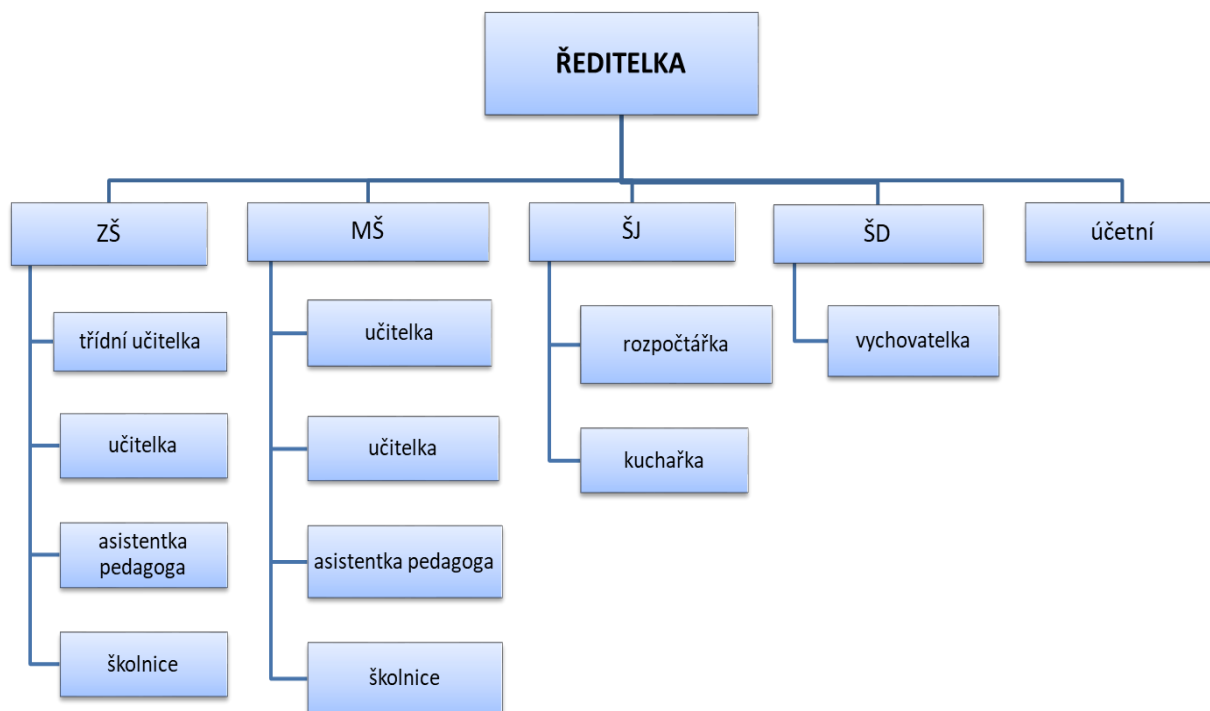 ŘEDITELKA
ZŠ
MŠ
ŠJ
ŠD
účetní
třídní učitelka
učitelka
asistentka
pedagoga
školnice
učitelka
učitelka
asistentka pedagoga
školnice
rozpočtářka
kuchařka
vychovatelka